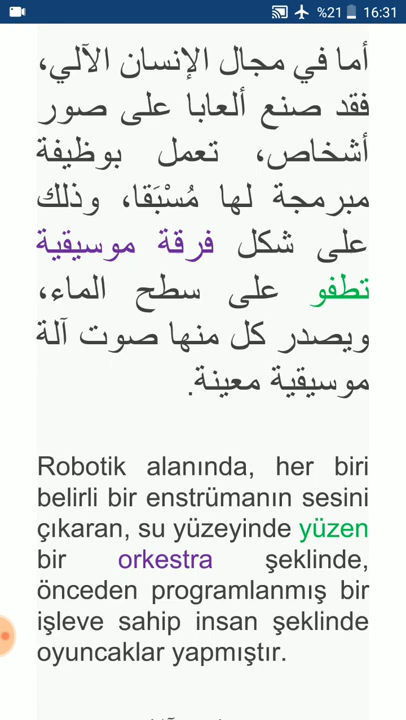 %21 16:31
أما في مجال الإنسان الآلي،
فقد صنع ألعابا على صور
أشخاص، تعمل بوظيفة
مبرمجة لها مُسْبَقا، وذلك
على شكل فرقة موسيقية
تطفو على سطح الماء،
ويصدر كل منها صوت آلة
موسيقية معينة.
Robotik alanında, her biri
belirli bir enstrümanın sesini
çıkaran, su yüzeyinde yüzen
bir orkestra şeklinde,
önceden programlanmış bir
işleve sahip insan şeklinde
oyuncaklar yapmıştır.